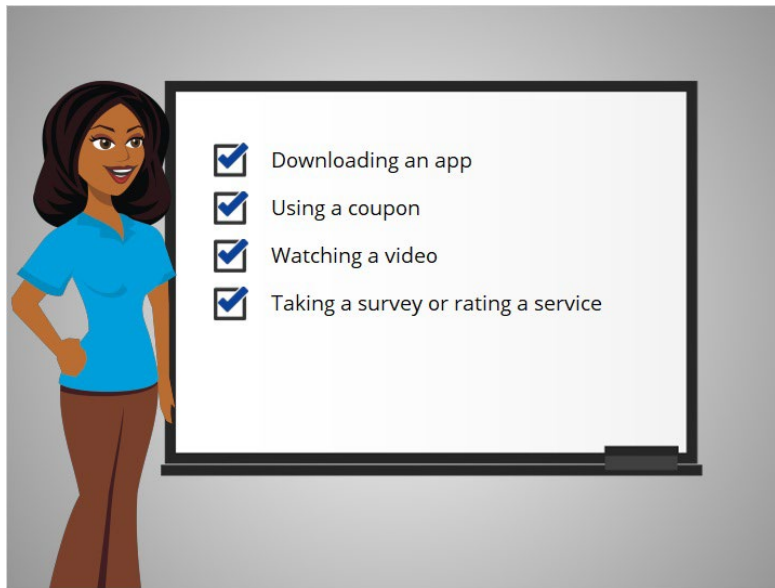 Downloading an app
Using a coupon
Watching a video
Taking a survey or rating a service